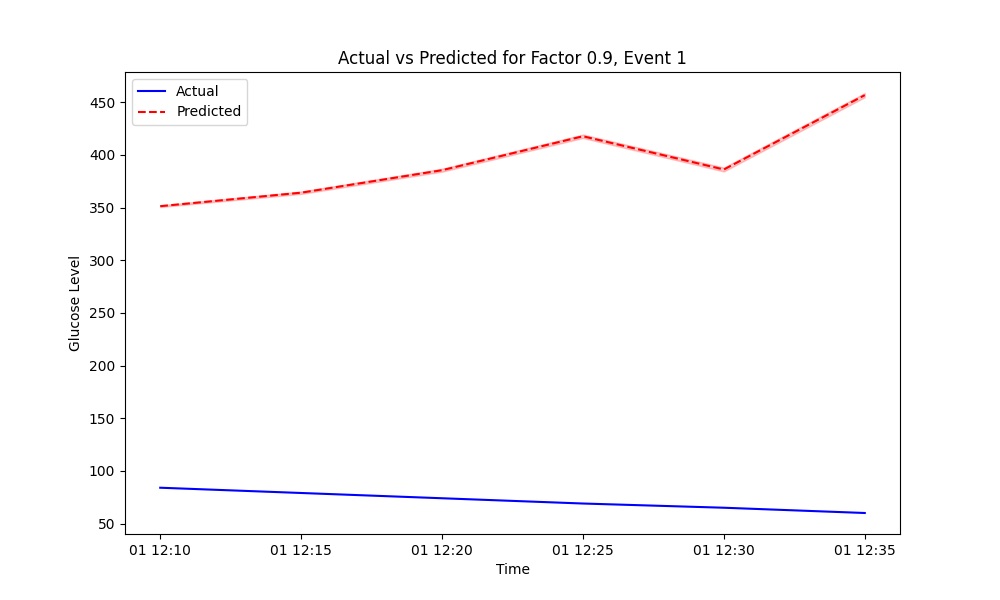 Actual vs Predicted for Factor 0.9, Event 1
Actual
Predicted
450
400
350
300
250
200
150
100
50
Glucose Level
01 12:10 01 12:15 01 12:20 01 12:25 01 12:30 01 12:35
Time